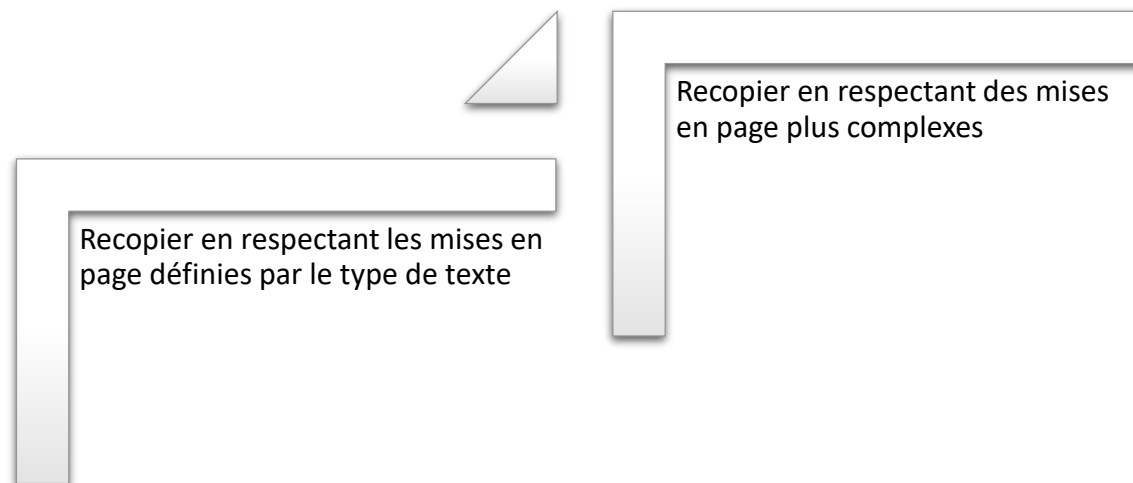 Recopier en respectant les mises en
page définies par le type de texte
Recopier en respectant des mises
en page plus complexes